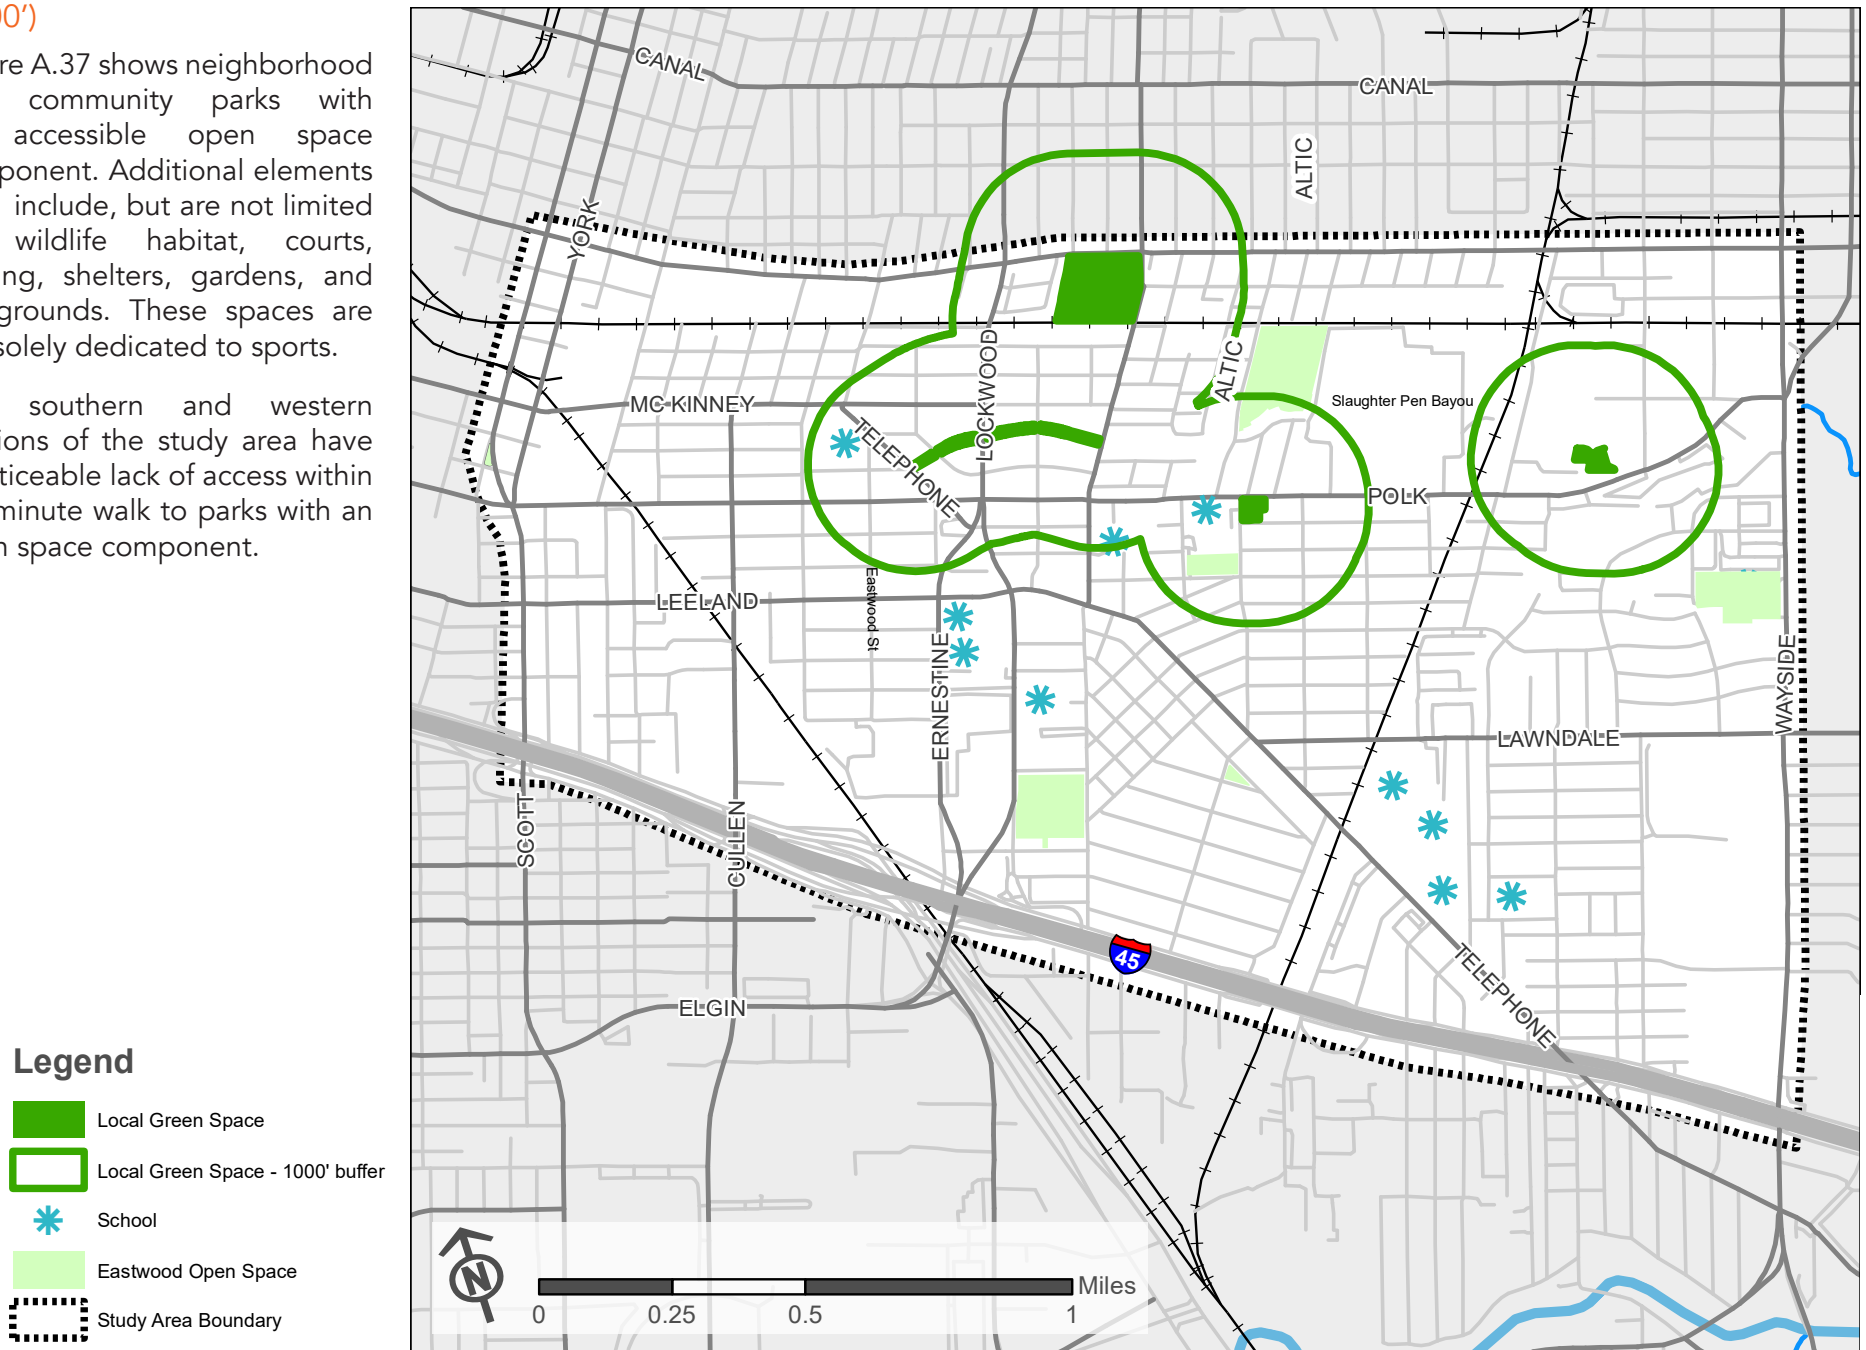 00’)
re A.37 shows neighborhood
community parks with
accessible open space
ponent. Additional elements
include, but are not limited
wildlife habitat, courts,
ng, shelters, gardens, and
grounds. These spaces are
solely dedicated to sports.
southern and western
ions of the study area have
ticeable lack of access within
minute walk to parks with an
n space component.
CANAL
CANAL
ALTIC
YORK
LOCKWOOD
ALTIC
MC KINNEY
Slaughter Pen Bayou
TELEPHONE
POLK
LEELAND
Eastwood St
ERNESTINE
WAYSIDE
LAWNDALE
SCOTT
CULLEN
45
TELEPHONE
ELGIN
Legend
Local Green Space
Local Green Space - 1000' buffer
School
Eastwood Open Space
Study Area Boundary
N
Miles
0 0.25 0.5 1